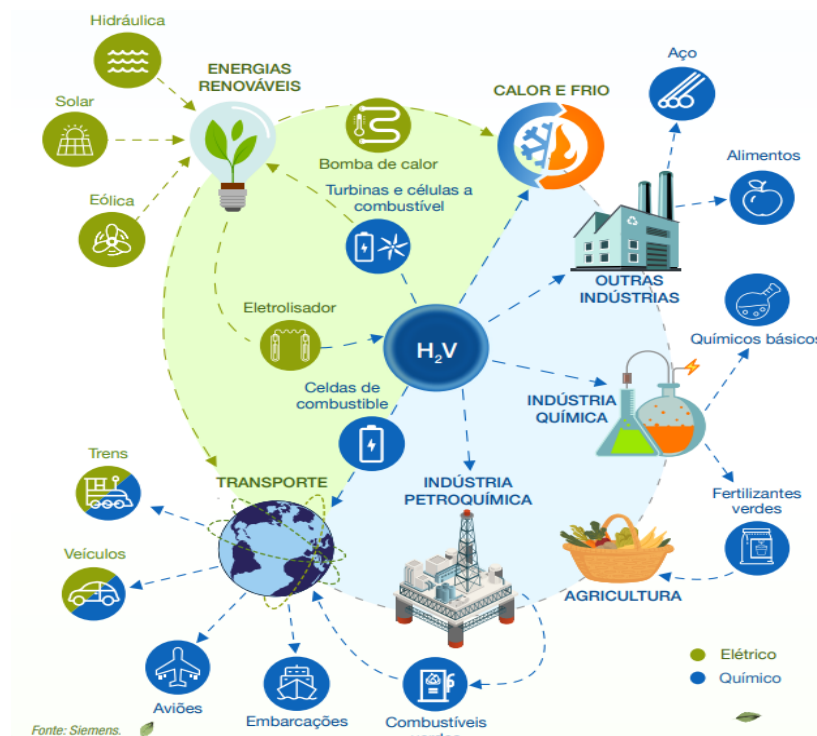 Hidráulica
ENERGIAS
RENOVÁVEIS
CALOR E FRIO
Aço
Solar
Bomba de calor
Alimentos
Turbinas e células a
combustível
Eólica
OUTRAS
INDÚSTRIAS
Eletrolisador
H₂V
Químicos básicos
Celdas de
combustible
INDÚSTRIA
QUÍMICA
Trens
TRANSPORTE
INDÚSTRIA
PETROQUÍMICA
Fertilizantes
verdes
Veículos
AGRICULTURA
Elétrico
Químico
Aviões
Embarcações
Combustíveis
Fonte: Siemens.